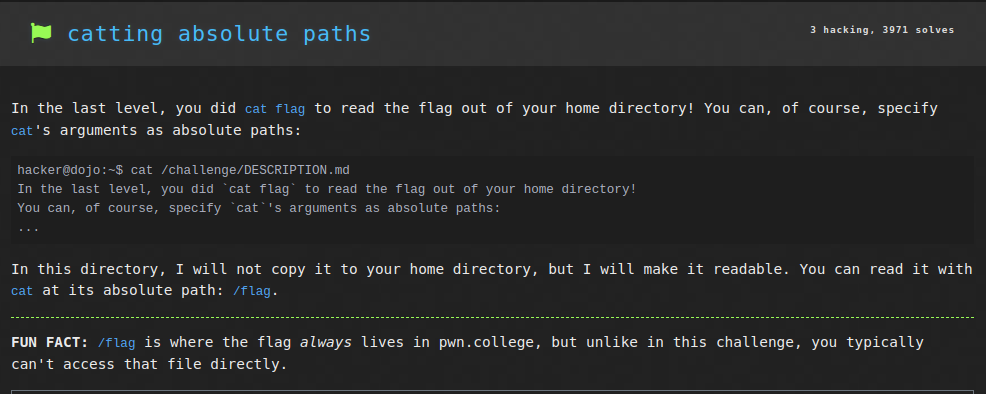 catting absolute paths
3 hacking, 3971 solves
In the last level, you did cat flag to read the flag out of your home directory! You can, of course, specify
cat's arguments as absolute paths:
hacker@dojo:~$ cat /challenge/DESCRIPTION.md
In the last level, you did `cat flag` to read the flag out of your home directory!
You can, of course, specify `cat`'s arguments as absolute paths:
...
In this directory, I will not copy it to your home directory, but I will make it readable. You can read it with
cat at its absolute path: /flag.
FUN FACT: /flag is where the flag always lives in pwn.college, but unlike in this challenge, you typically
can't access that file directly.